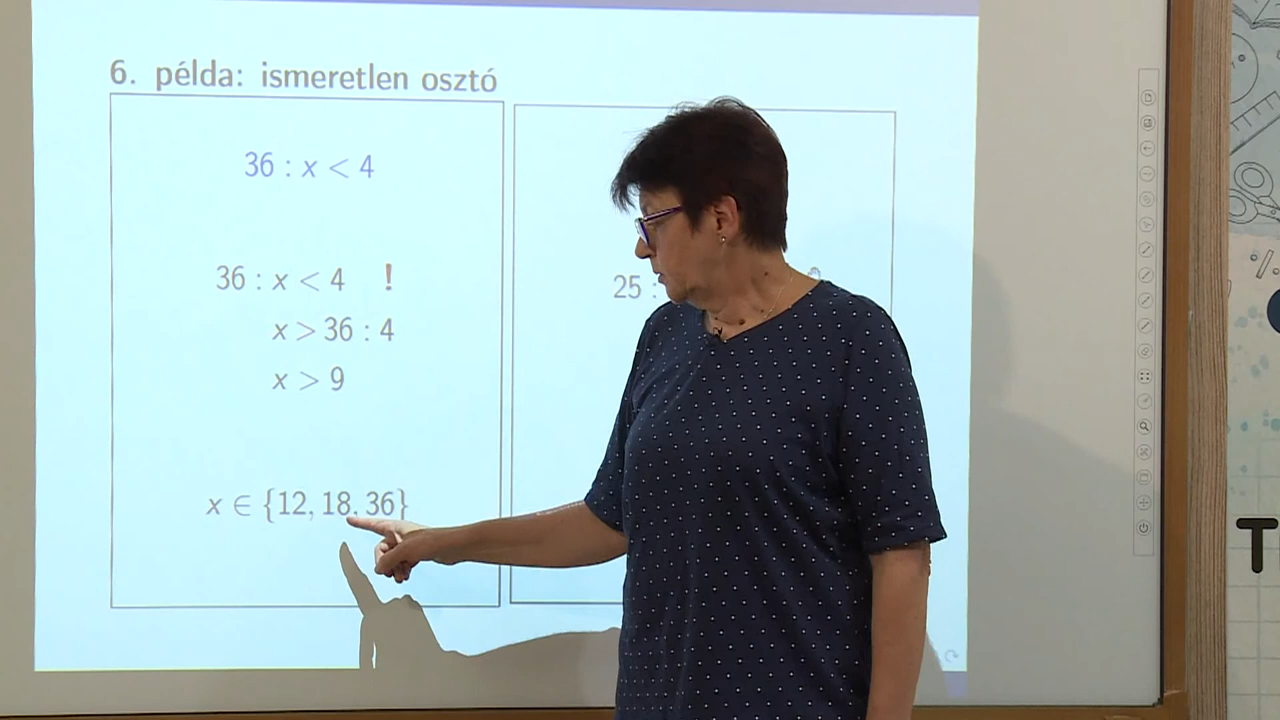 6. példa: ismeretlen osztó
36 : x < 4
36 : x < 4 !
x > 36 : 4
x > 9
x ∈ {12, 18, 36}
25 :
T
%